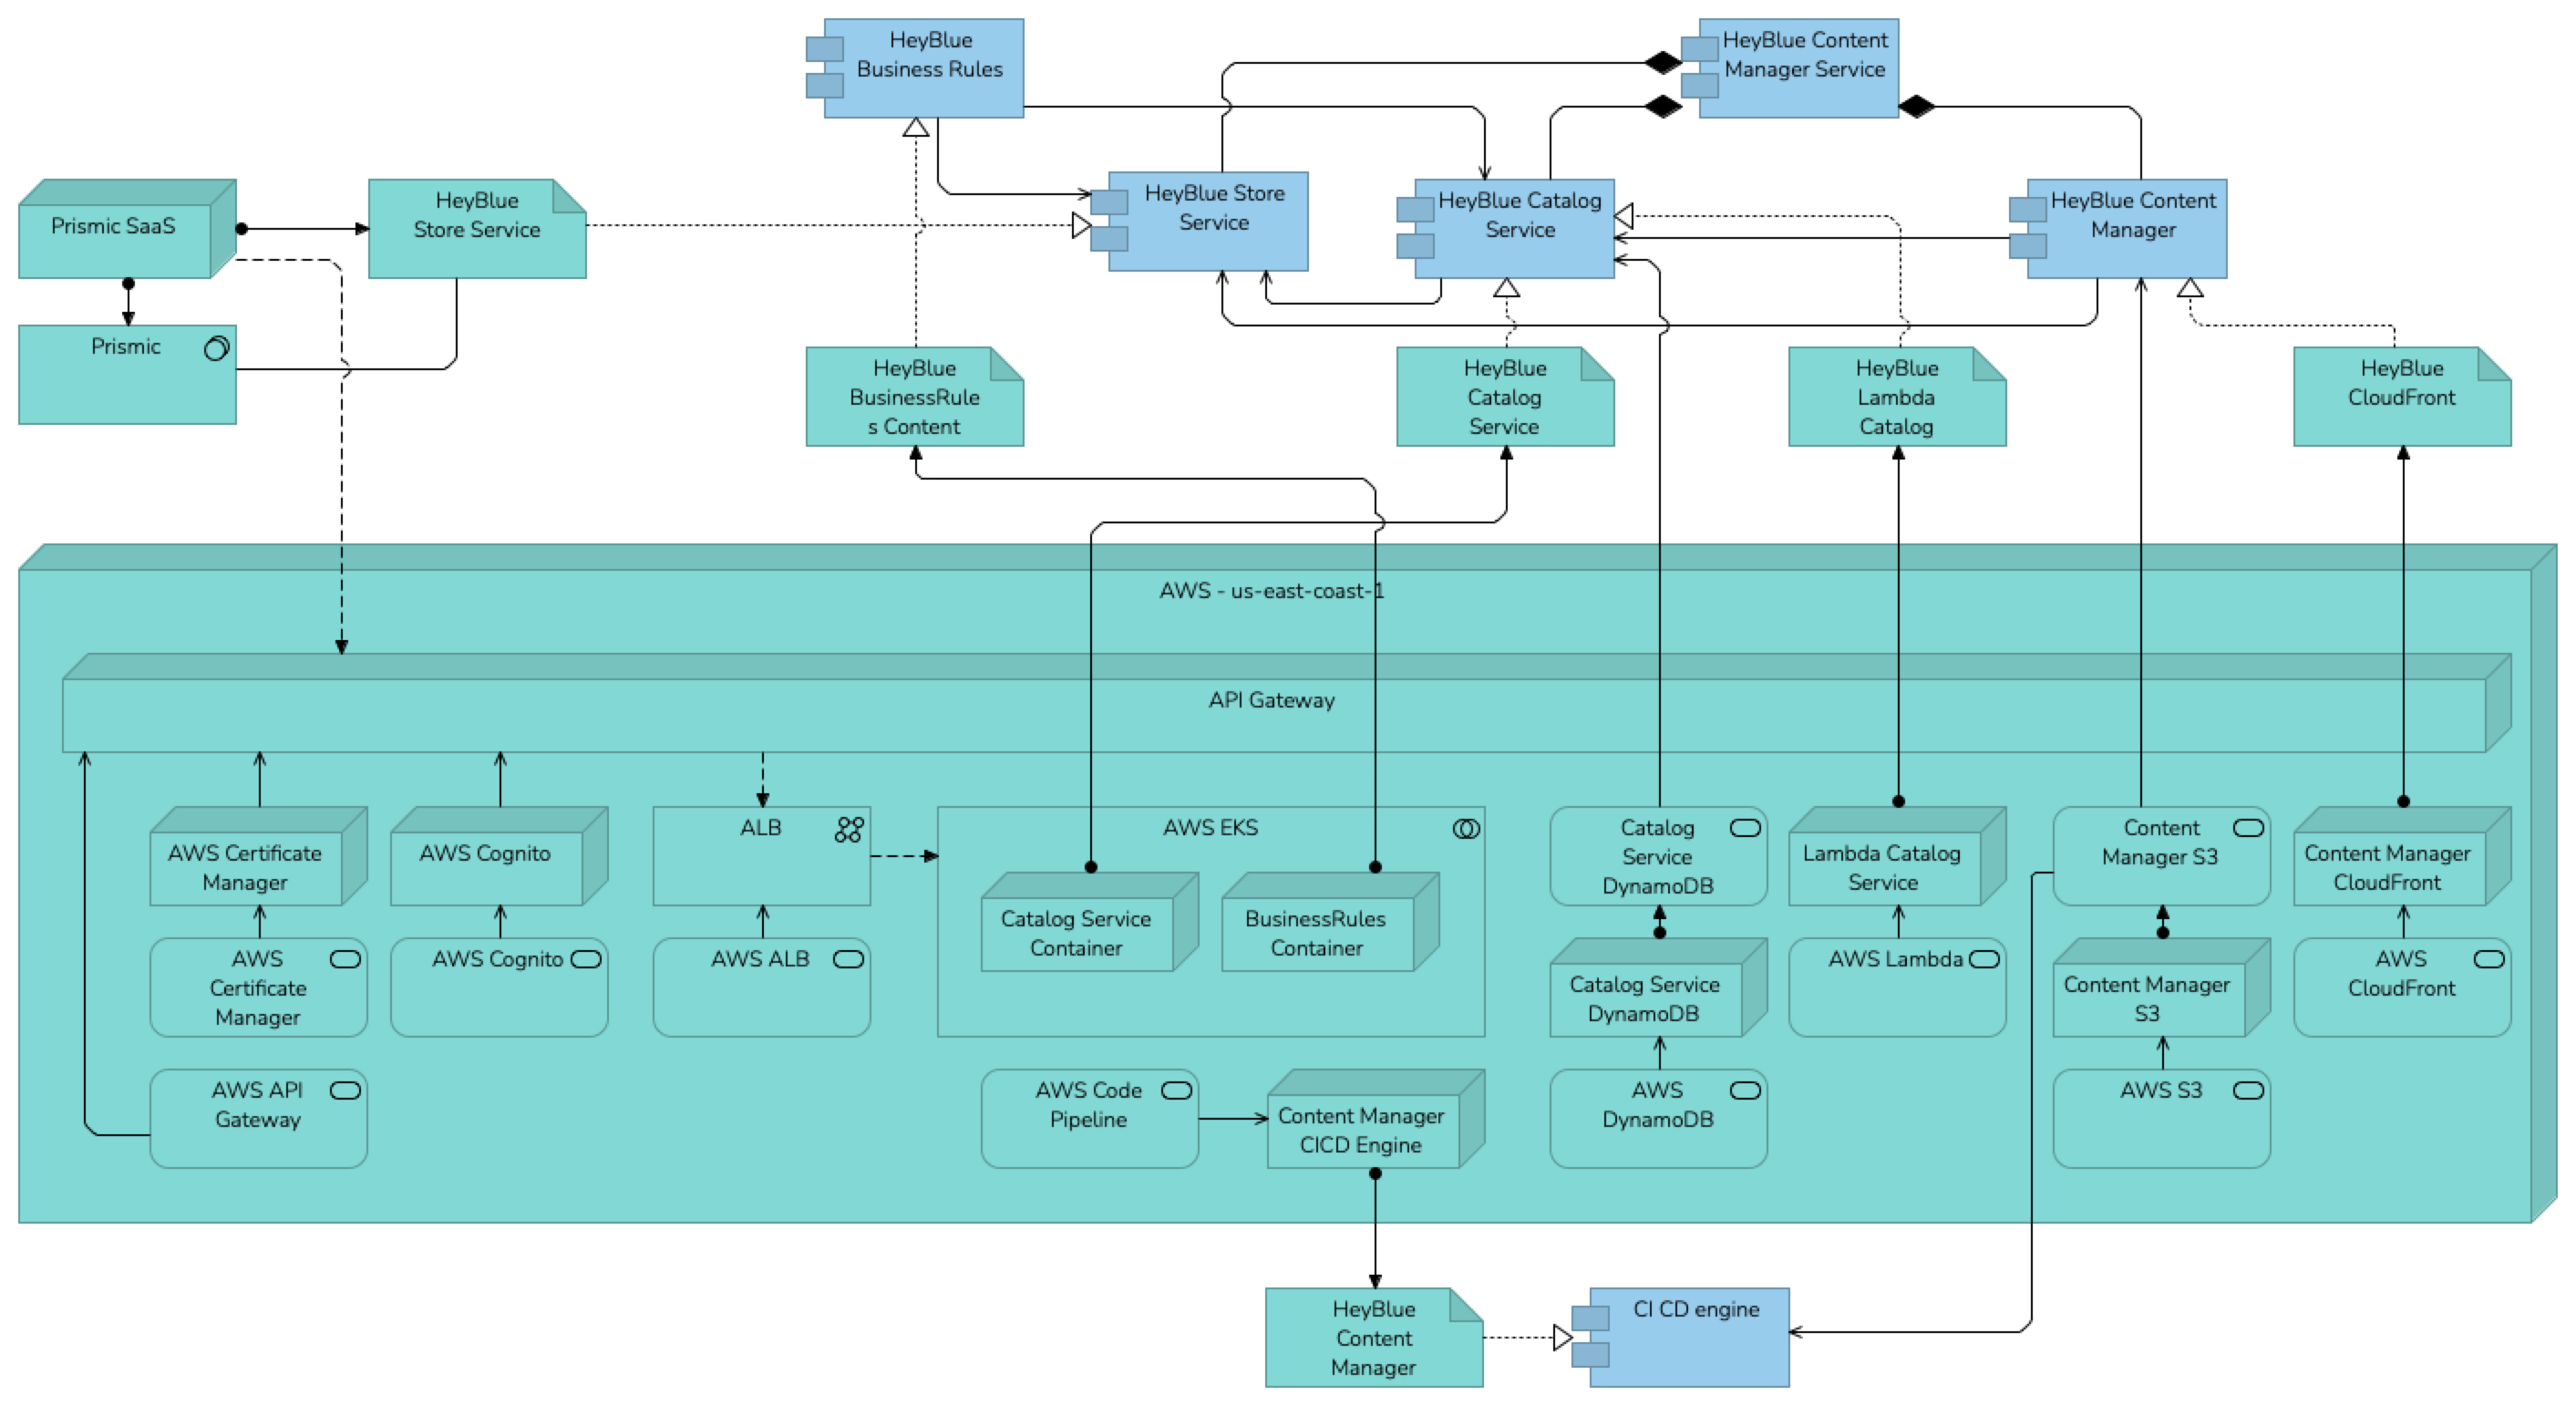 HeyBlue
Business Rules
HeyBlue Content
Manager Service
Prismic SaaS
HeyBlue
Store Service
HeyBlue Store
Service
HeyBlue Catalog
Service
HeyBlue Content
Manager
Prismic
HeyBlue
BusinessRule
s Content
HeyBlue
Catalog
Service
HeyBlue
Lambda
Catalog
HeyBlue
CloudFront
AWS - us-east-coast-1
API Gateway
AWS Certificate
Manager
AWS Cognito
ALB
AWS EKS
Catalog Service
Container
BusinessRules
Container
Catalog
Service
DynamoDB
Lambda Catalog
Service
Content
Manager S3
Content Manager
CloudFront
AWS
Certificate
Manager
AWS Cognito
AWS ALB
Catalog Service
DynamoDB
AWS Lambda
Content Manager
S3
AWS
CloudFront
AWS API
Gateway
AWS Code
Pipeline
Content Manager
CICD Engine
AWS
DynamoDB
AWS S3
HeyBlue
Content
Manager
CI CD engine